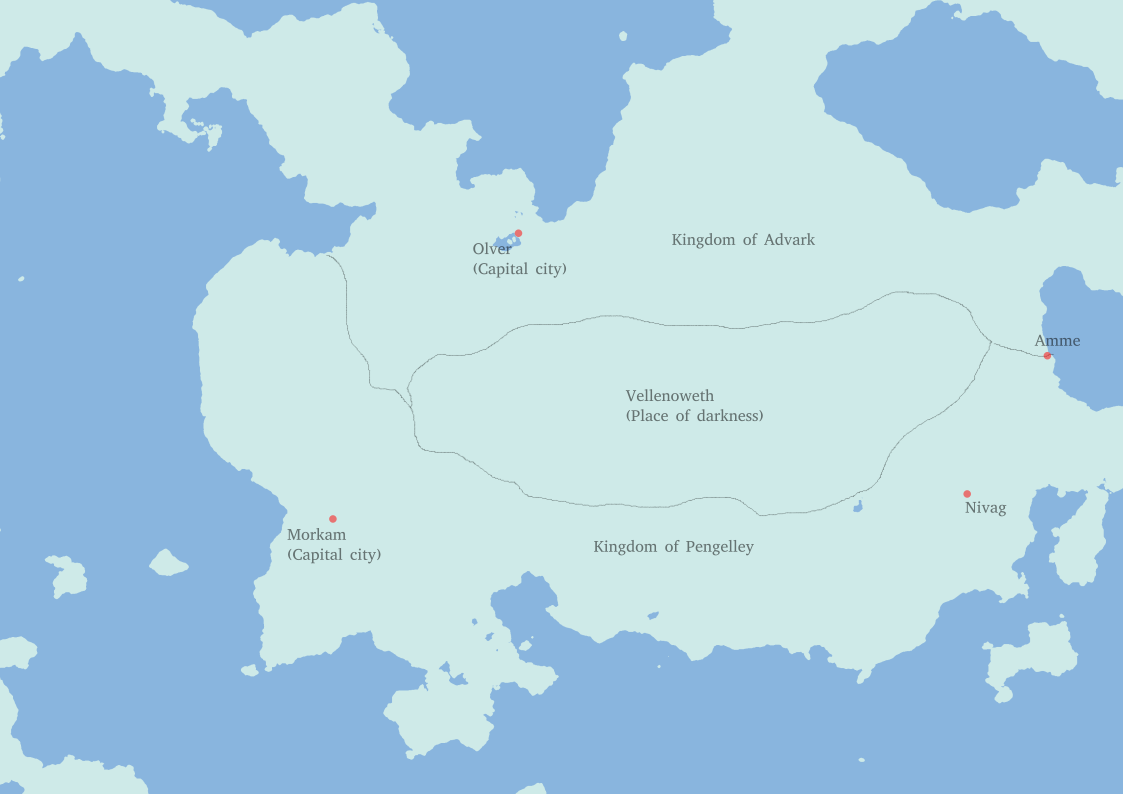 Kingdom of Advark
Olver
(Capital city)
Amme
Vellenoweth
(Place of darkness)
Nivag
Morkam
(Capital city)
Kingdom of Pengelley